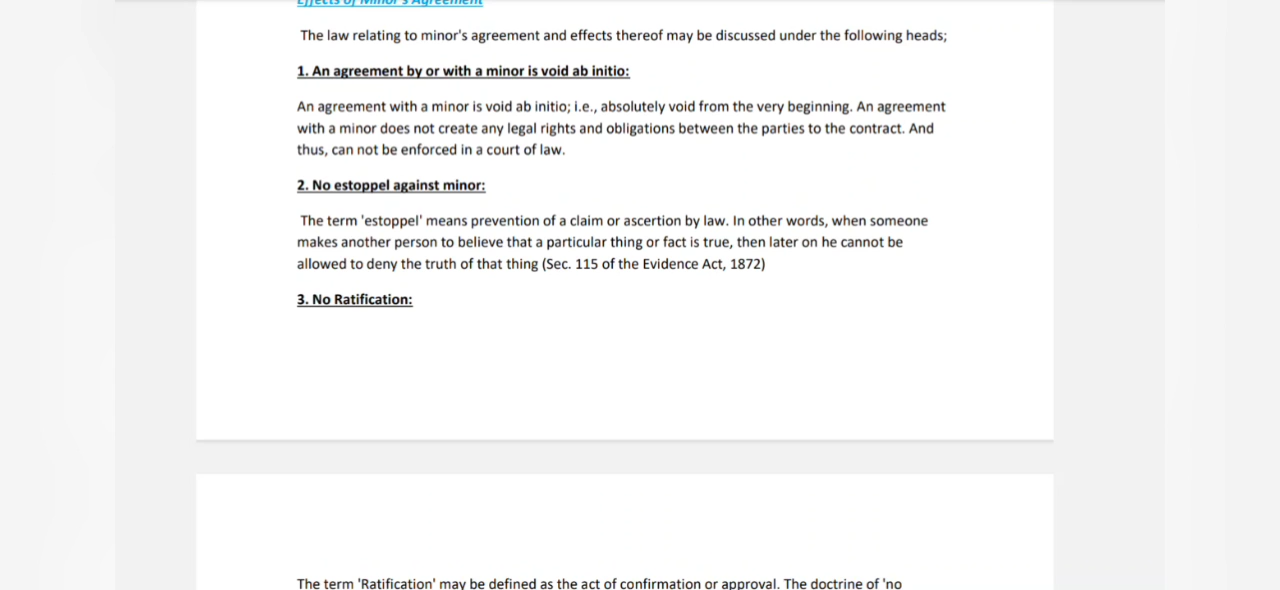 Effects of Minor's Agreement
The law relating to minor's agreement and effects thereof may be discussed under the following heads;
1. An agreement by or with a minor is void ab initio:
An agreement with a minor is void ab initio; i.e., absolutely void from the very beginning. An agreement
with a minor does not create any legal rights and obligations between the parties to the contract. And
thus, can not be enforced in a court of law.
2. No estoppel against minor:
The term 'estoppel' means prevention of a claim or ascertion by law. In other words, when someone
makes another person to believe that a particular thing or fact is true, then later on he cannot be
allowed to deny the truth of that thing (Sec. 115 of the Evidence Act, 1872)
3. No Ratification:
The term 'Ratification' may be defined as the act of confirmation or approval. The doctrine of 'no